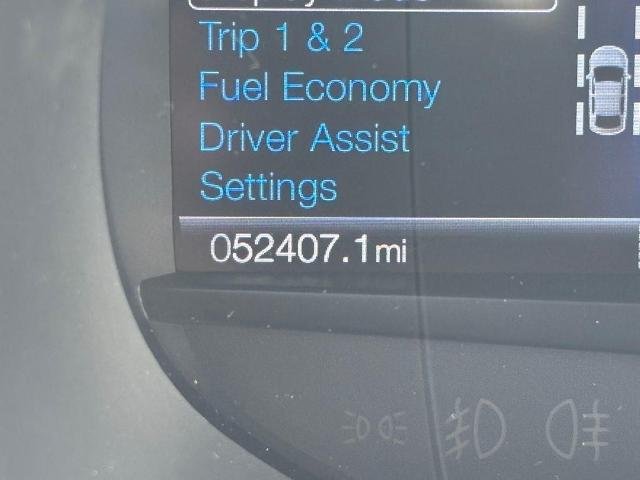 Trip 1 & 2
Fuel Economy
Driver Assist
Settings
052407.1mi